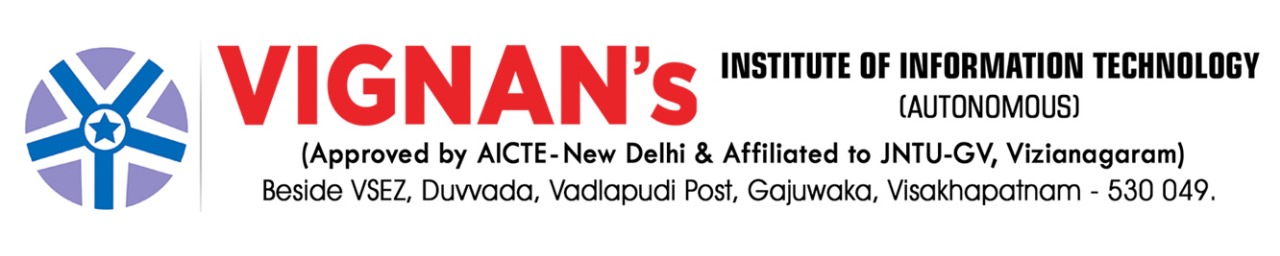 VIGNAN's INSTITUTE OF INFORMATION TECHNOLOGY
(AUTONOMOUS)
(Approved by AICTE-New Delhi & Affiliated to JNTU-GV, Vizianagaram)
Beside VSEZ, Duvvada, Vadlapudi Post, Gajuwaka, Visakhapatnam - 530 049.